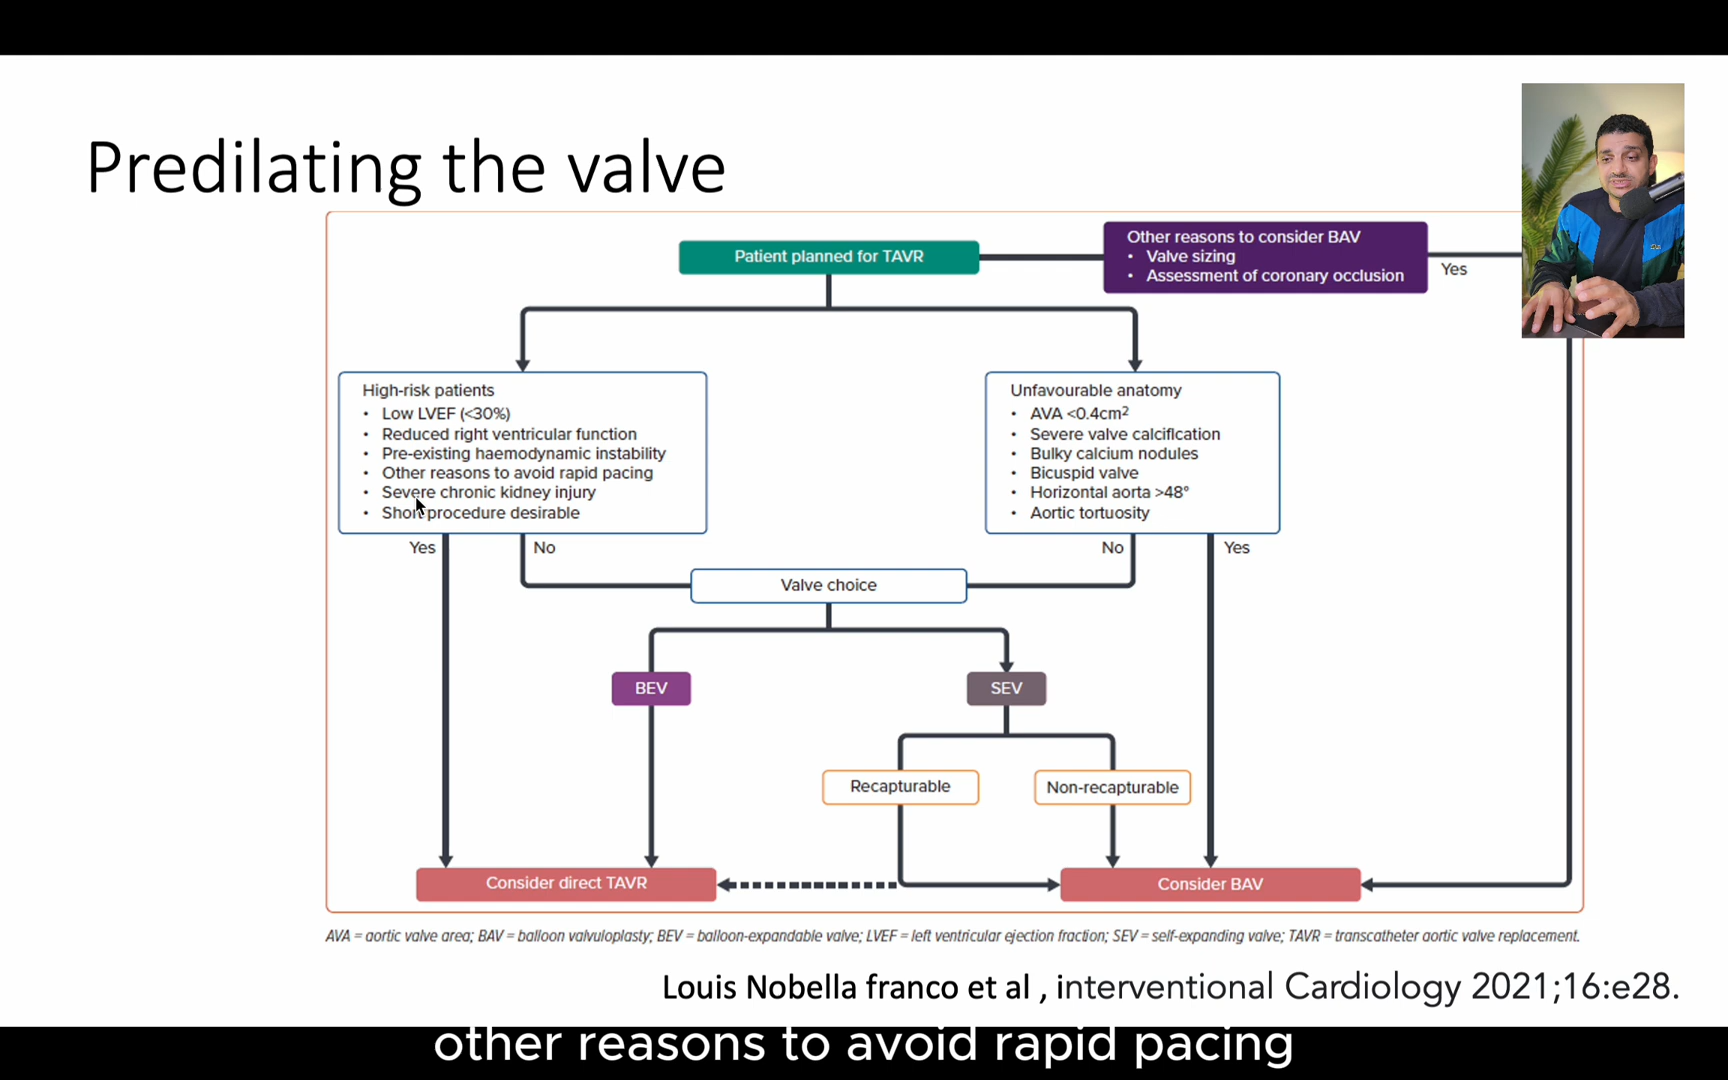 Predilating the valve
Patient planned for TAVR
Other reasons to consider BAV
• Valve sizing
• Assessment of coronary occlusion
Yes
High-risk patients
• Low LVEF (<30%)
• Reduced right ventricular function
• Pre-existing haemodynamic instability
• Other reasons to avoid rapid pacing
• Severe chronic kidney injury
• Short procedure desirable
Unfavourable anatomy
• AVA <0.4cm²
• Severe valve calcification
• Bulky calcium nodules
• Bicuspid valve
• Horizontal aorta >48°
• Aortic tortuosity
Yes
No
No
Yes
Valve choice
BEV
SEV
Recapturable
Non-recapturable
Consider direct TAVR
Consider BAV
AVA = aortic valve area; BAV = balloon valvuloplasty; BEV = balloon-expandable valve; LVEF = left ventricular ejection fraction; SEV = self-expanding valve; TAVR = transcatheter aortic valve replacement.
Louis Nobella franco et al , interventional Cardiology 2021;16:e28.
other reasons to avoid rapid pacing